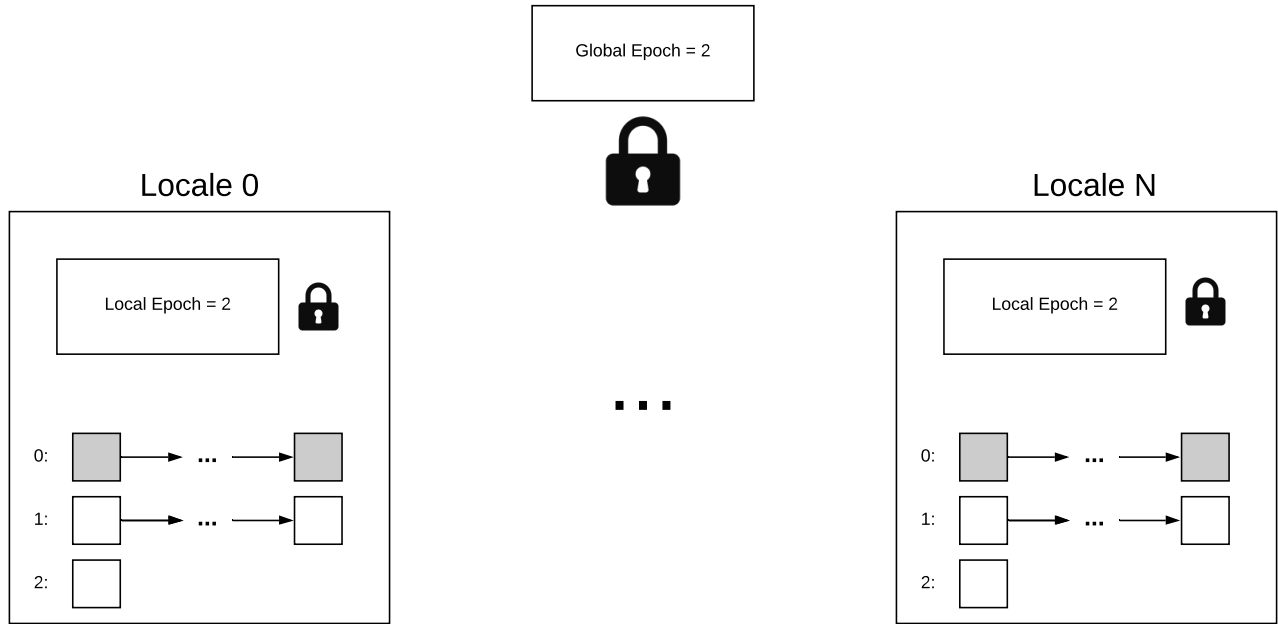 Global Epoch = 2
Locale 0
Locale N
Local Epoch = 2
Local Epoch = 2
...
0:
...
0:
...
1:
...
1:
...
2:
2: